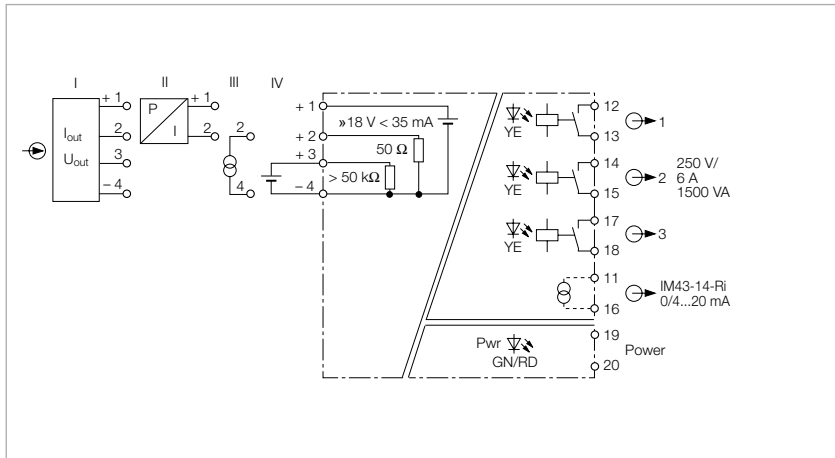 I
II
III
IV
+ 1
2
3
– 4
I out
U out
P
I
+ 1
2
2
4
+ 1
+ 2
+ 3
– 4
»18 V < 35 mA
50 Ω
> 50 kΩ
YE
12
13
1
YE
14
15
2
250 V/
6 A
1500 VA
YE
17
18
3
11
16
IM43-14-Ri
0/4...20 mA
Pwr
GN/RD
19
20
Power